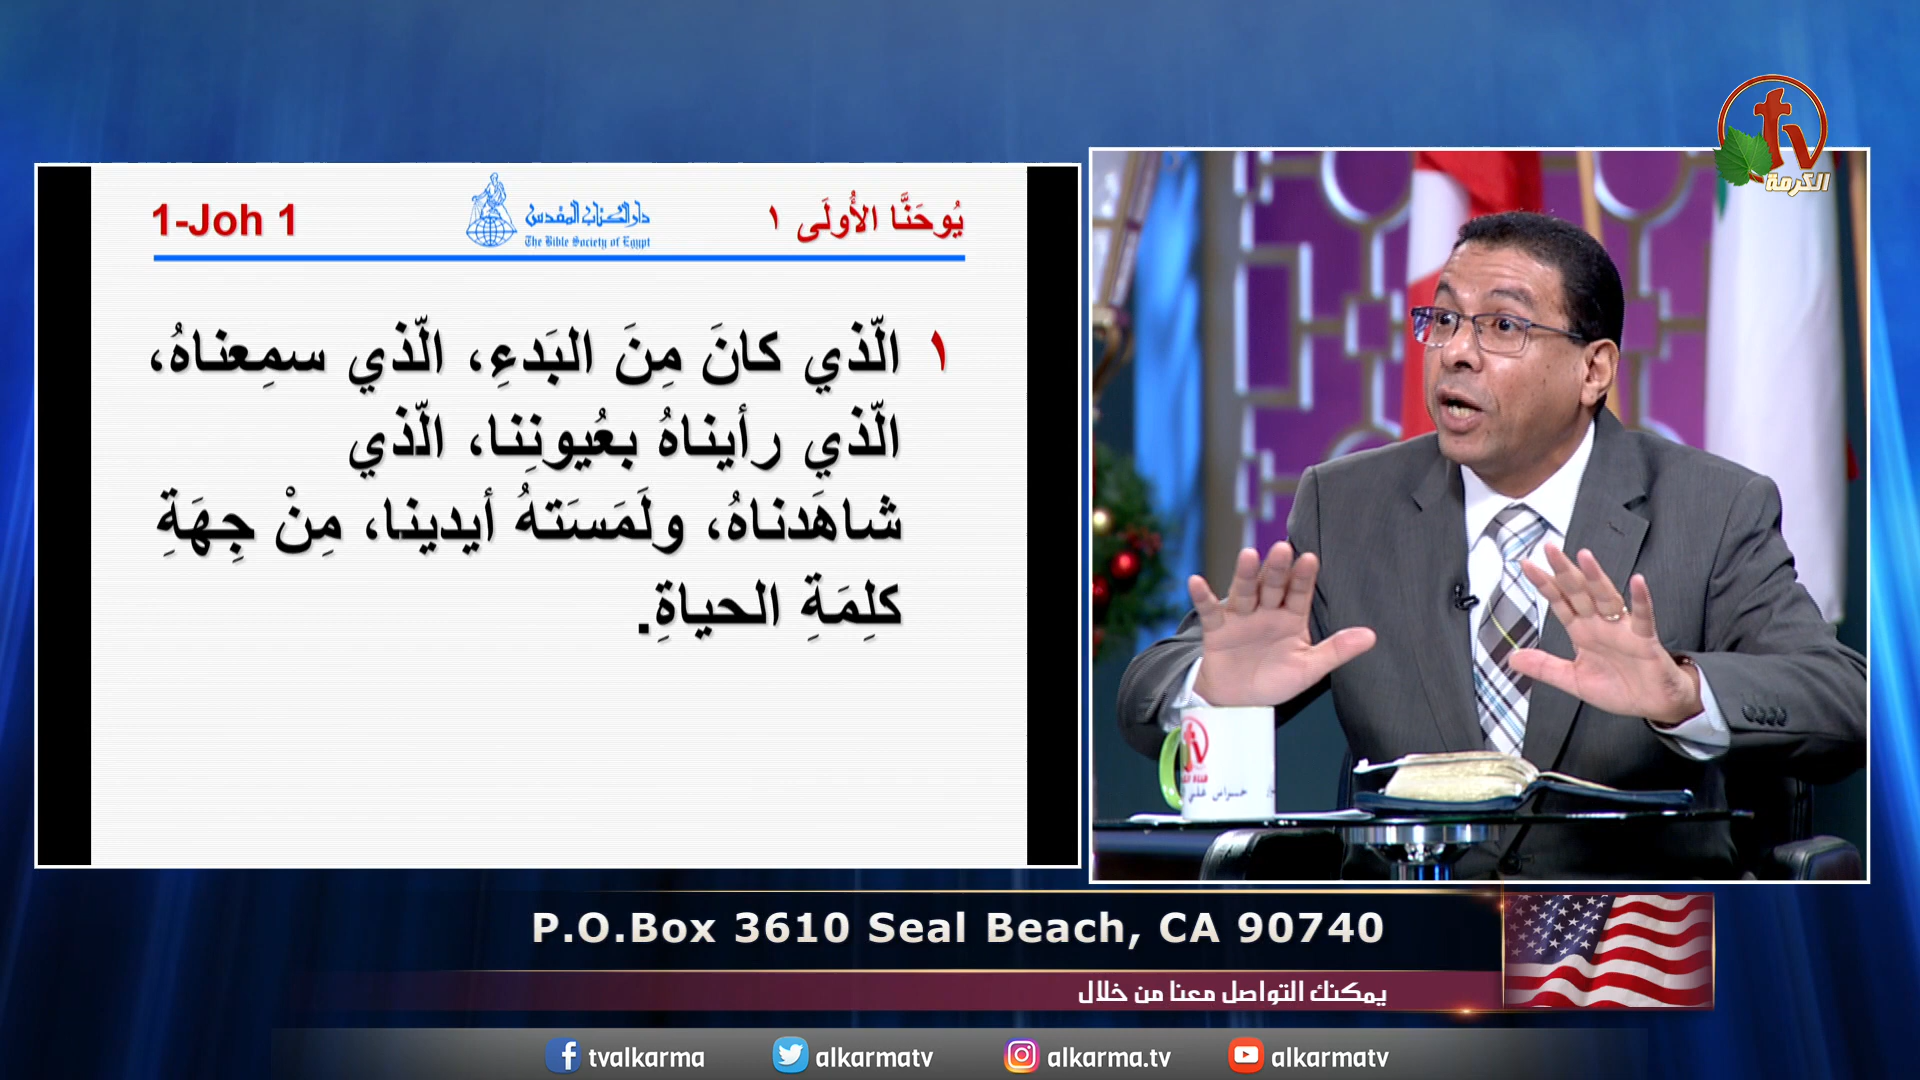 1-Joh 1
دار الكتاب المقدس
The Bible Society of Egypt
يُوحَنَّا الأُولَى ١
١ الّذي كانَ مِنَ البَدءِ، الّذي سمِعناهُ،
الّذي رأيناهُ بعُيونِنا، الّذي
شاهَدناهُ، ولَمَسَتهُ أيدينا، مِنْ جِهَةِ
كلِمَةِ الحياةِ.
tv
الكرمة
tv
P.O.Box 3610 Seal Beach, CA 90740
يمكنك التواصل معنا من خلال
tvalkarma
alkarmatv
alkarma.tv
alkarmatv